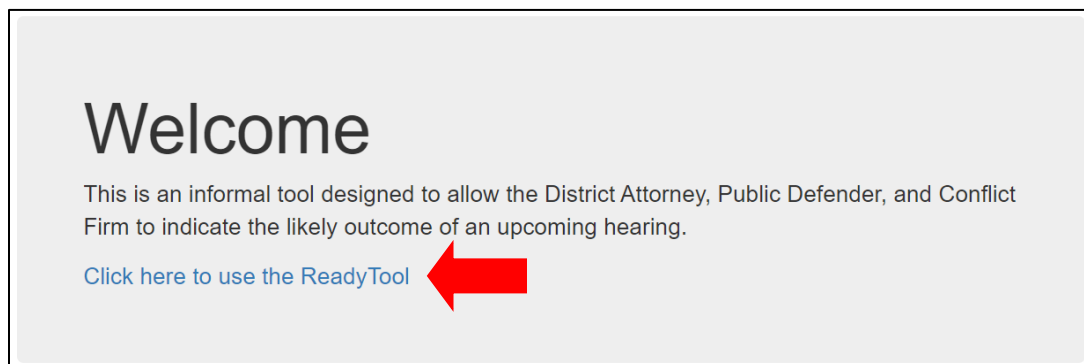 Welcome
This is an informal tool designed to allow the District Attorney, Public Defender, and Conflict
Firm to indicate the likely outcome of an upcoming hearing.
Click here to use the ReadyTool